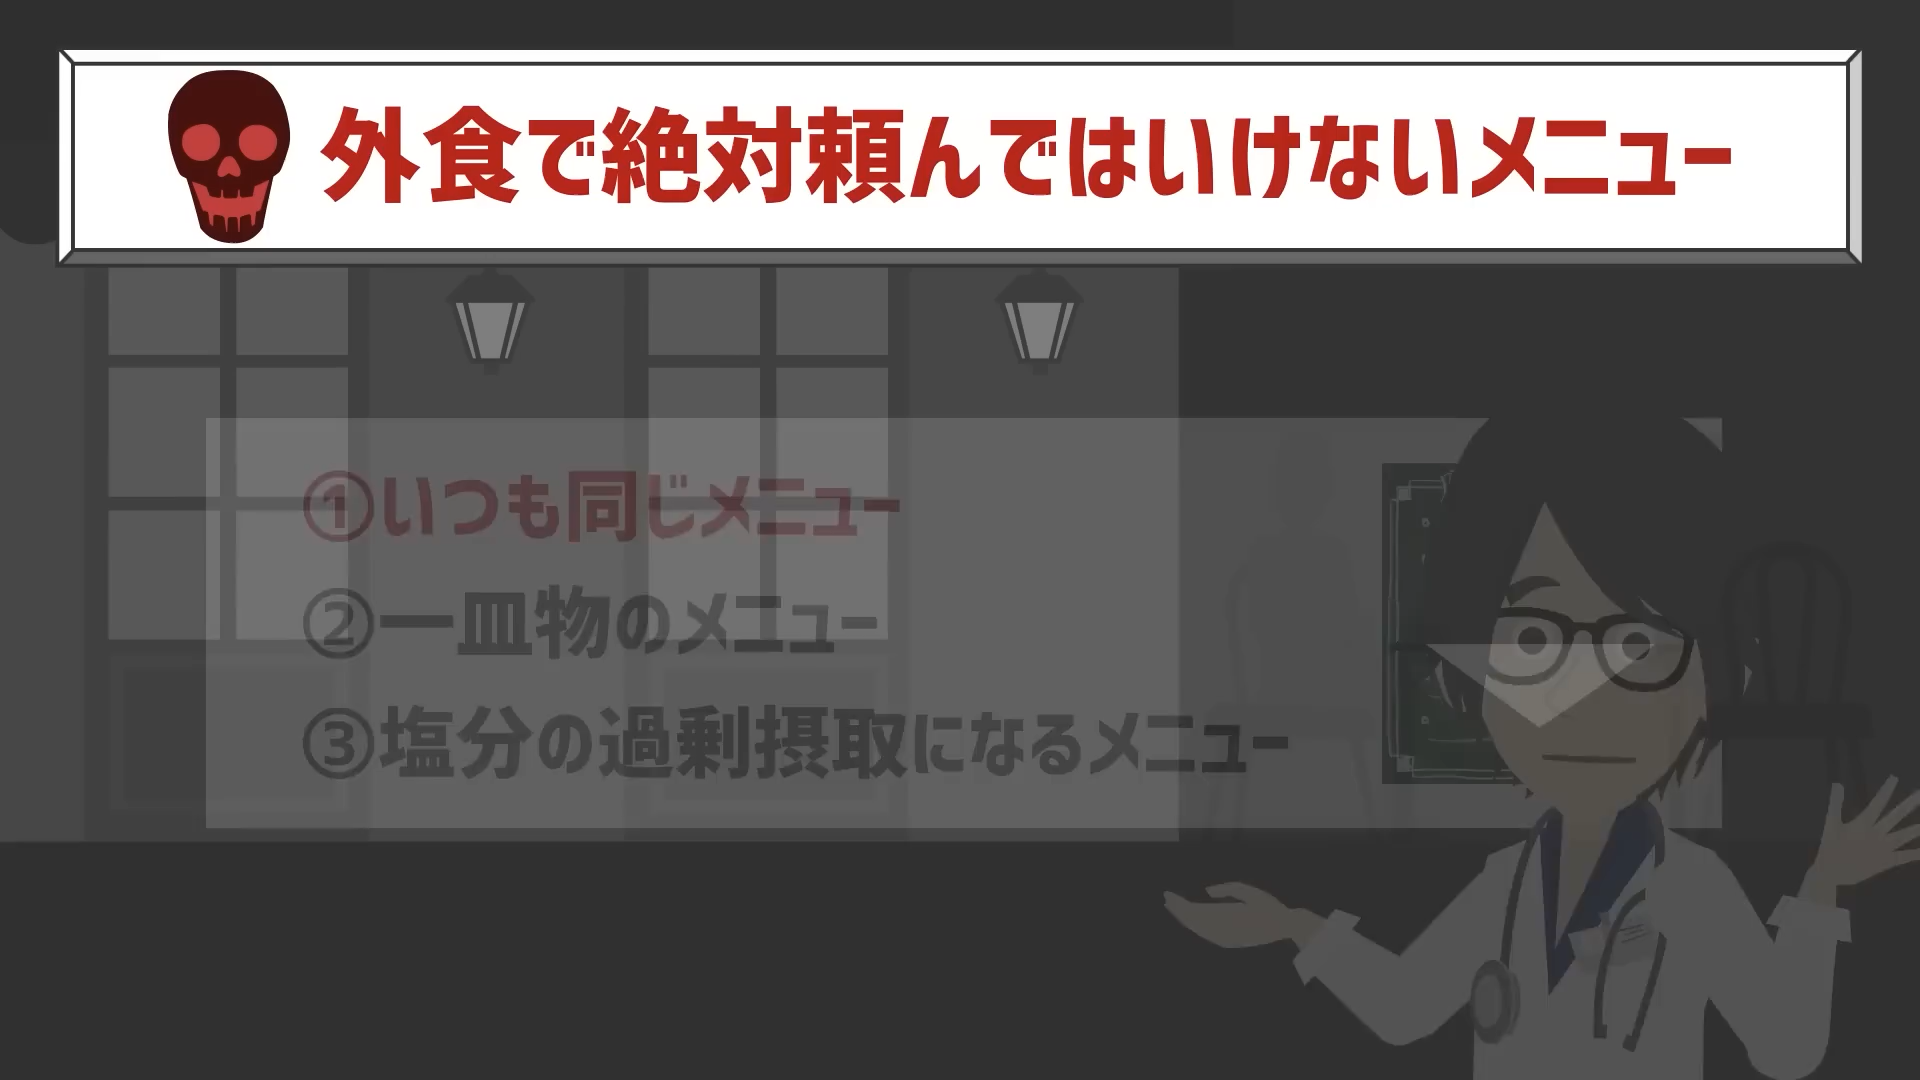 外食で絶対頼んではいけないメニュー
①いつも同じメニュー
②一皿物のメニュー
③塩分の過剰摂取になるメニュー